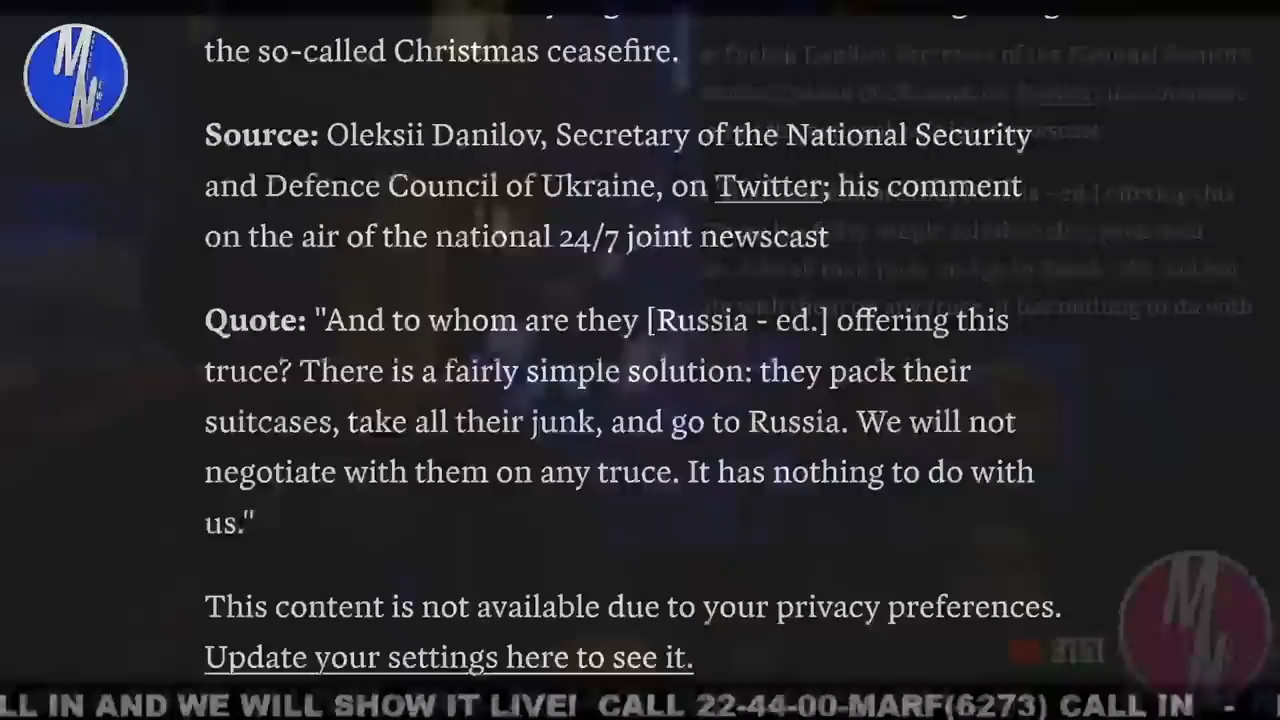 the so-called Christmas ceasefire.
Source: Oleksii Danilov, Secretary of the National Security
and Defence Council of Ukraine, on Twitter; his comment
on the air of the national 24/7 joint newscast
Quote: "And to whom are they [Russia - ed.] offering this
truce? There is a fairly simple solution: they pack their
suitcases, take all their junk, and go to Russia. We will not
negotiate with them on any truce. It has nothing to do with
us."
This content is not available due to your privacy preferences.
Update your settings here to see it.
LL IN AND WE WILL SHOW IT LIVE! CALL 22-44-00-MARF(6273) CALL IN -